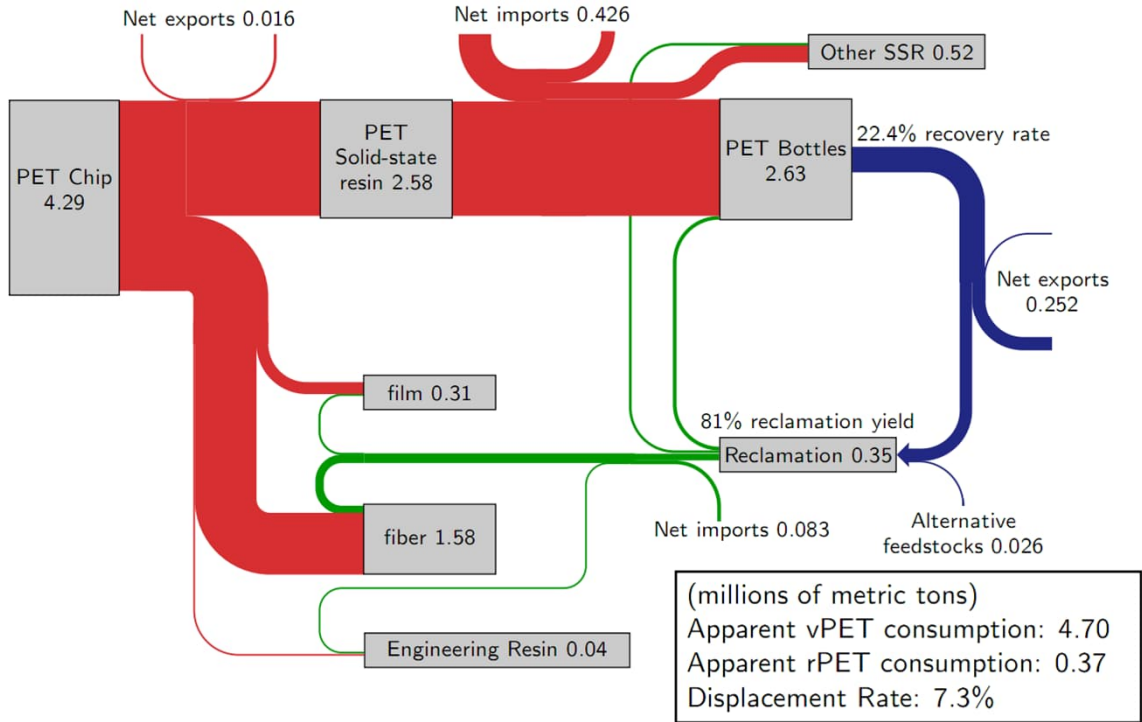 Net exports 0.016
Net imports 0.426
Other SSR 0.52
PET Chip
4.29
PET
Solid-state
resin 2.58
PET Bottles
2.63
22.4% recovery rate
Net exports
0.252
film 0.31
81% reclamation yield
Reclamation 0.35
fiber 1.58
Net imports 0.083
Alternative
feedstocks 0.026
Engineering Resin 0.04
(millions of metric tons)
Apparent vPET consumption: 4.70
Apparent rPET consumption: 0.37
Displacement Rate: 7.3%